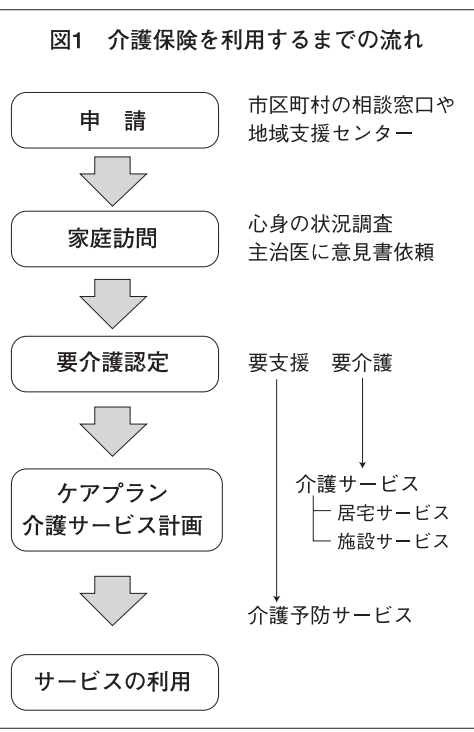 図1　介護保険を利用するまでの流れ
申　請
市区町村の相談窓口や
地域支援センター
家庭訪問
心身の状況調査
主治医に意見書依頼
要介護認定
要支援　要介護
ケアプラン
介護サービス計画
介護サービス
居宅サービス
施設サービス
介護予防サービス
サービスの利用